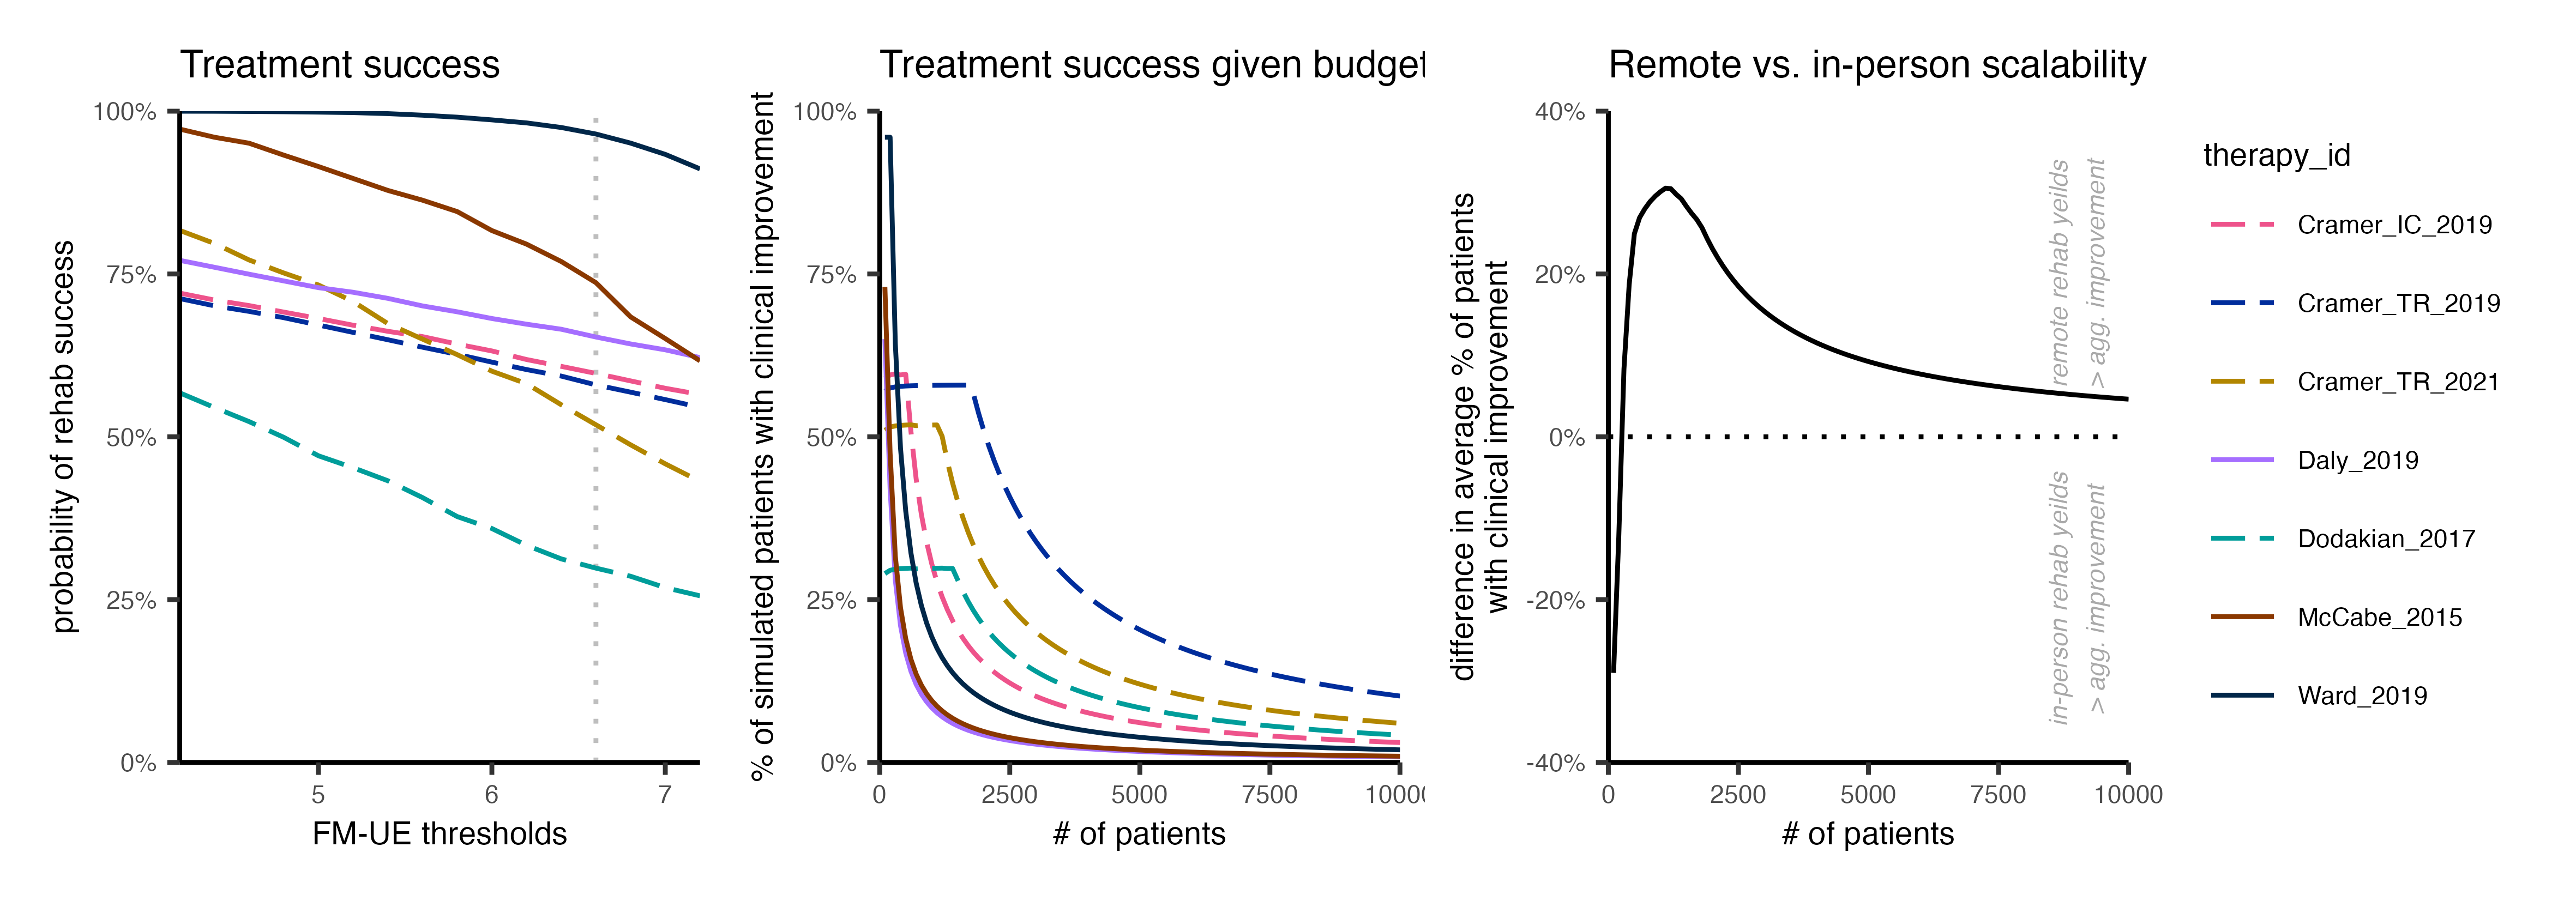 Treatment success
probability of rehab success
100%
75%
50%
25%
0%
5
6
7
FM-UE thresholds
Treatment success given budget
% of simulated patients with clinical improvement
100%
75%
50%
25%
0%
0
2500
5000
7500
10000
# of patients
Remote vs. in-person scalability
difference in average % of patients
with clinical improvement
40%
20%
0%
-20%
-40%
remote rehab yeilds
> agg. improvement
in-person rehab yeilds
> agg. improvement
0
2500
5000
7500
10000
# of patients
therapy_id
Cramer_IC_2019
Cramer_TR_2019
Cramer_TR_2021
Daly_2019
Dodakian_2017
McCabe_2015
Ward_2019